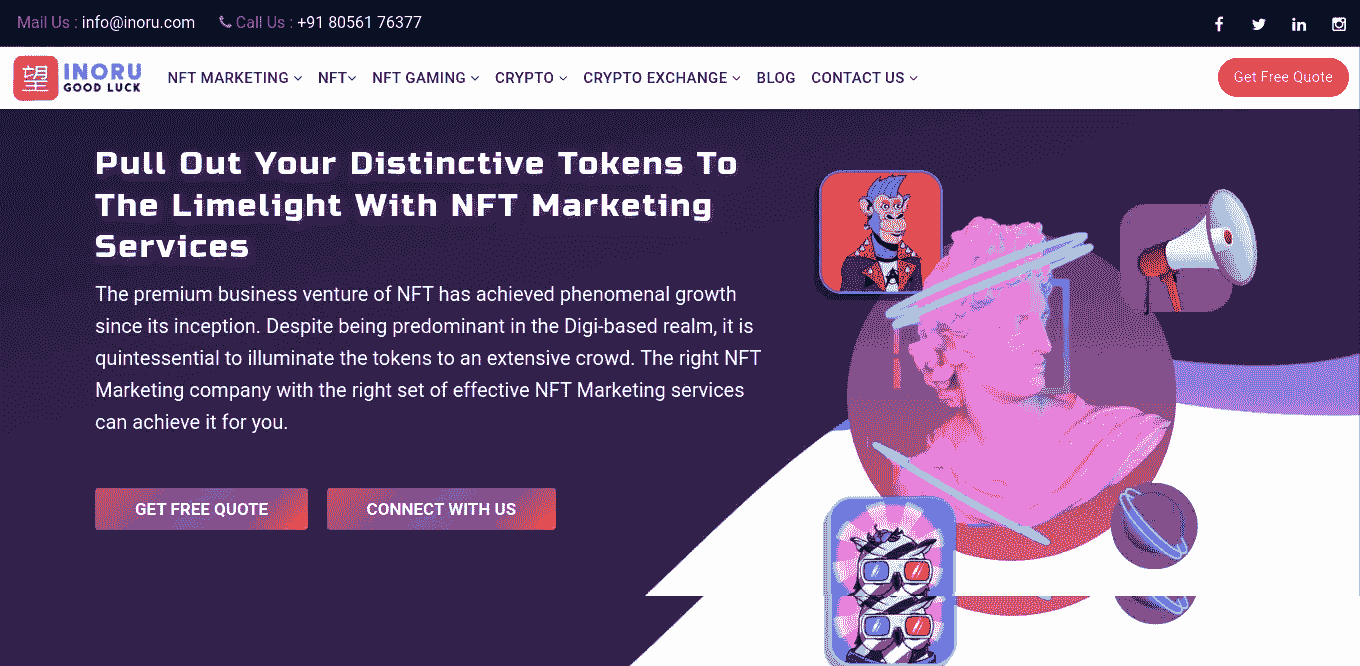 Mail Us : info@inoru.com Call Us : +91 80561 76377
望 INORU
GOOD LUCK
NFT MARKETING NFT NFT GAMING CRYPTO CRYPTO EXCHANGE BLOG CONTACT US
Get Free Quote
Pull Out Your Distinctive Tokens To
The Limelight With NFT Marketing
Services
The premium business venture of NFT has achieved phenomenal growth
since its inception. Despite being predominant in the Digi-based realm, it is
quintessential to illuminate the tokens to an extensive crowd. The right NFT
Marketing company with the right set of effective NFT Marketing services
can achieve it for you.
GET FREE QUOTE CONNECT WITH US